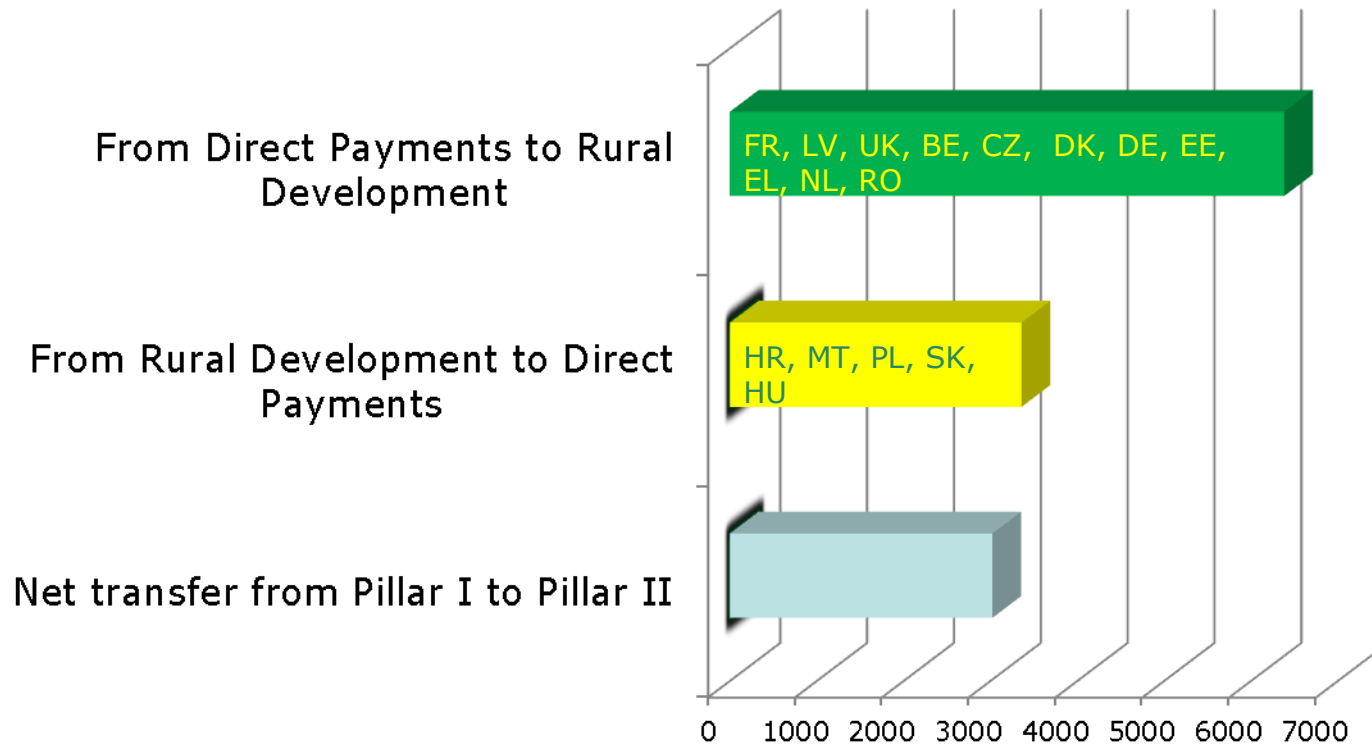 From Direct Payments to Rural
Development
FR, LV, UK, BE, CZ,  DK, DE, EE,
EL, NL, RO
From Rural Development to Direct
Payments
HR, MT, PL, SK,
HU
Net transfer from Pillar I to Pillar II
0 1000 2000 3000 4000 5000 6000 7000